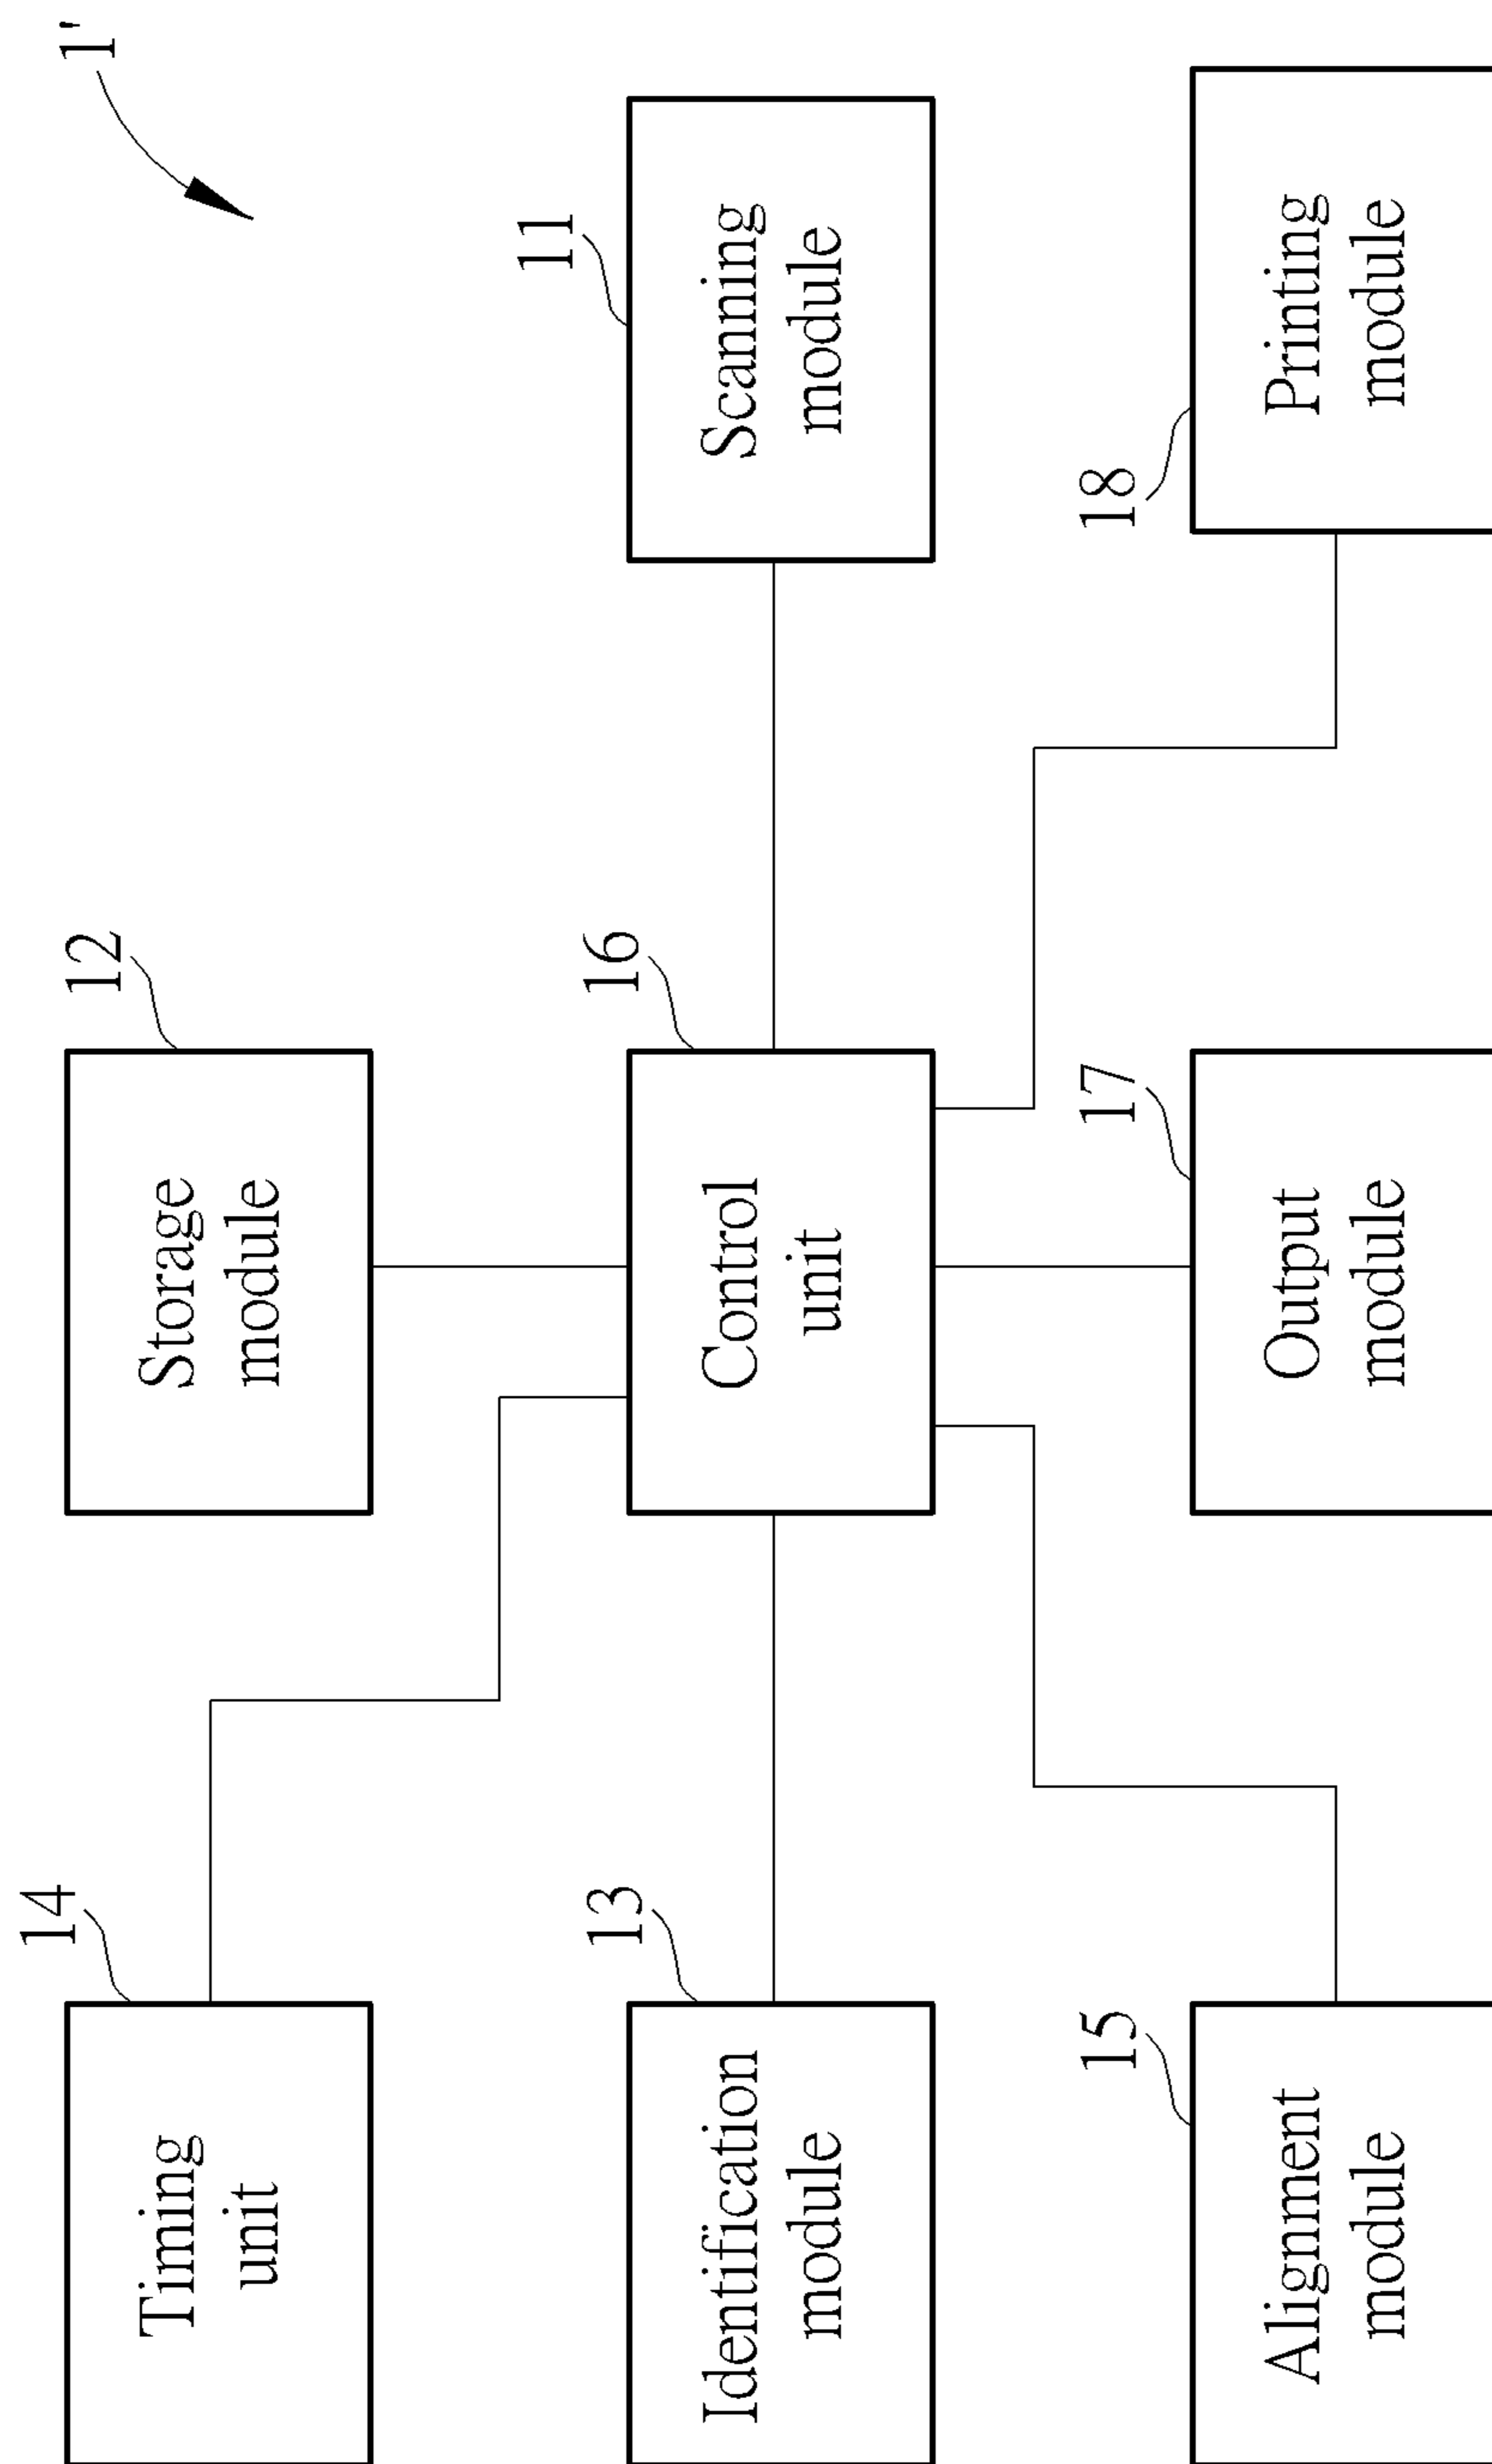 1'
14
Timing
unit
12
Storage
module
11
Scanning
module
13
Identification
module
16
Control
unit
15
Alignment
module
17
Output
module
18
Printing
module